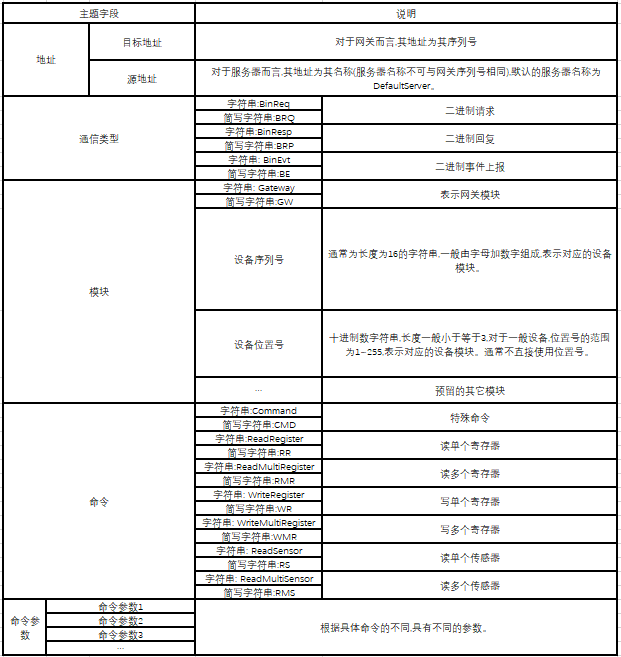 主题字段 说明
地址 目标地址 对于网关而言,其地址为其序列号
源地址 对于服务器而言,其地址为其名称(服务器名称不可与网关序列号相同),默认的服务器名称为
DefaultServer。
通信类型 字符串:BinReq 二进制请求
简写字符串:BRQ
字符串:BinResp 二进制回复
简写字符串:BRP
字符串: BinEvt 二进制事件上报
简写字符串:BE
模块 字符串: Gateway 表示网关模块
简写字符串:GW
设备序列号 通常为长度为16的字符串,一般由字母加数字组成,表示对应的设备
模块。
设备位置号 十进制数字符串,长度一般小于等于3,对于一般设备,位置号的范围
为1~255,表示对应的设备模块。通常不直接使用位置号。
... 预留的其它模块
命令 字符串:Command 特殊命令
简写字符串:CMD
字符串:ReadRegister 读单个寄存器
简写字符串:RR
字符串:ReadMultiRegister 读多个寄存器
简写字符串:RMR
字符串: WriteRegister 写单个寄存器
简写字符串:WR
字符串: WriteMultiRegister 写多个寄存器
简写字符串:WMR
字符串: ReadSensor 读单个传感器
简写字符串:RS
字符串: ReadMultiSensor 读多个传感器
简写字符串:RMS
命令参
数 命令参数1 根据具体命令的不同,具有不同的参数。
命令参数2
命令参数3
...